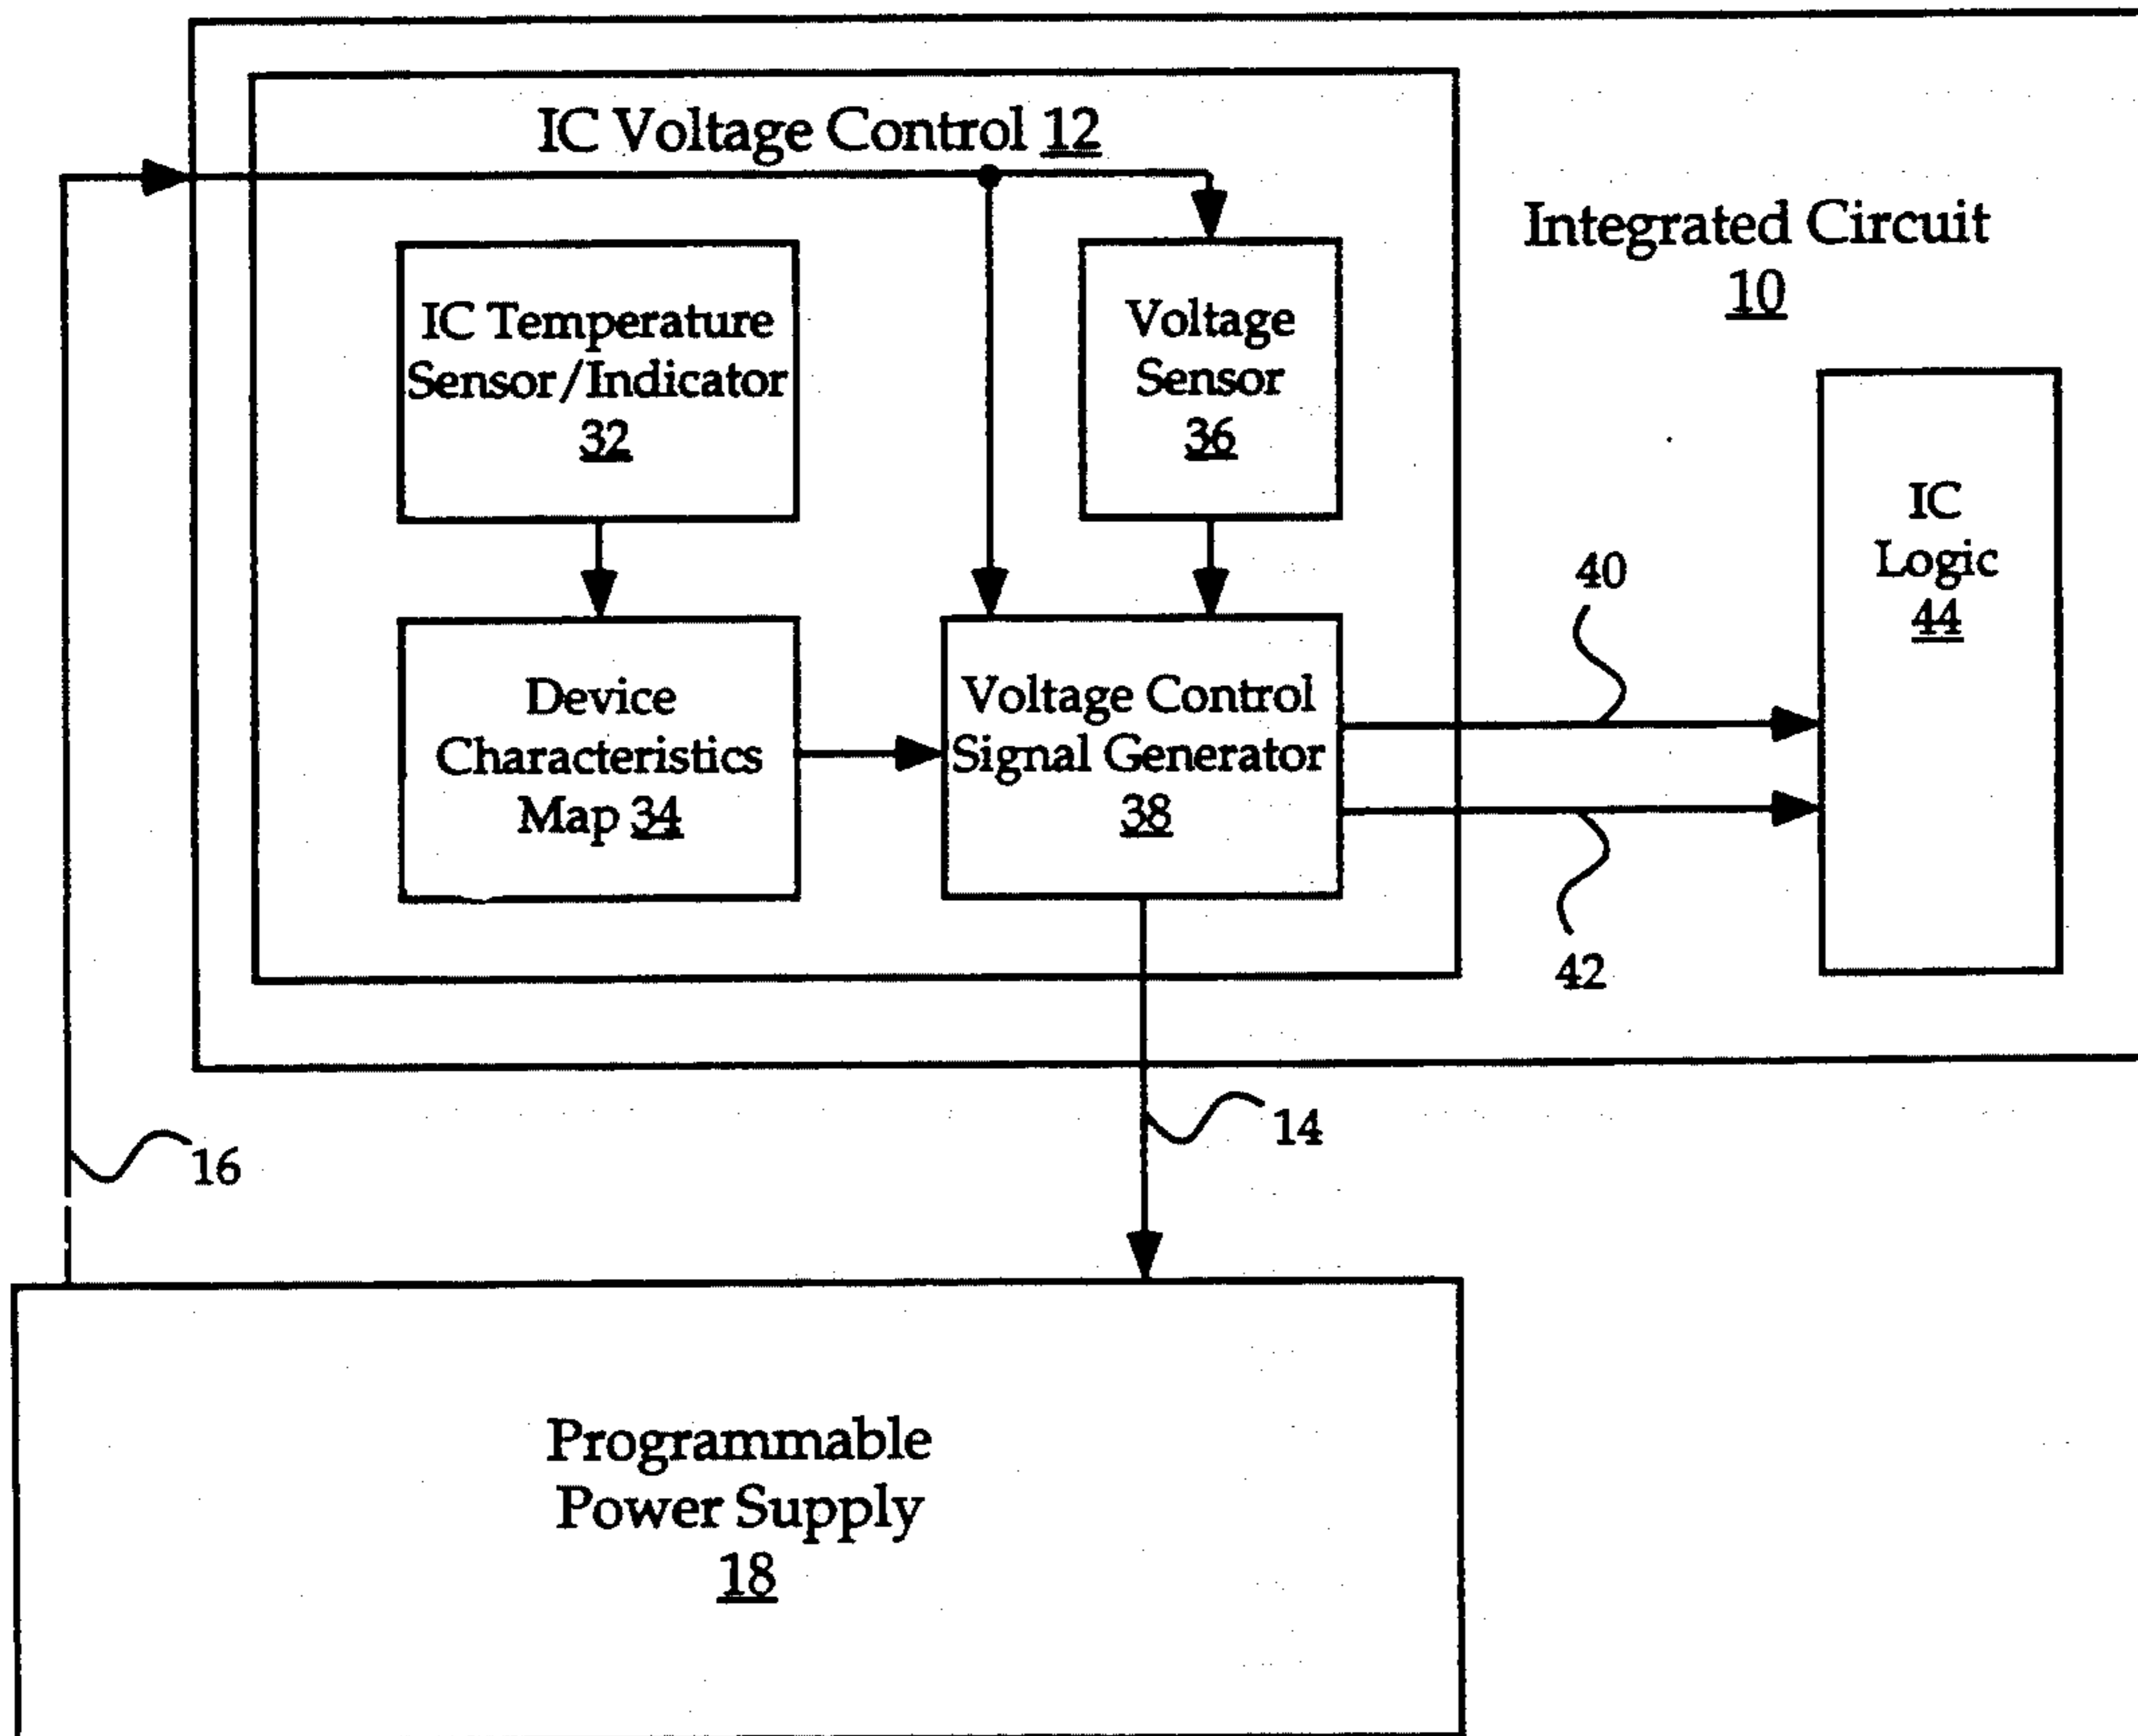 IC Voltage Control 12
Integrated Circuit
10
IC Temperature
Sensor/Indicator
32
Voltage
Sensor
36
IC
Logic
44
40
Device
Characteristics
Map 34
Voltage Control
Signal Generator
38
42
14
16
Programmable
Power Supply
18